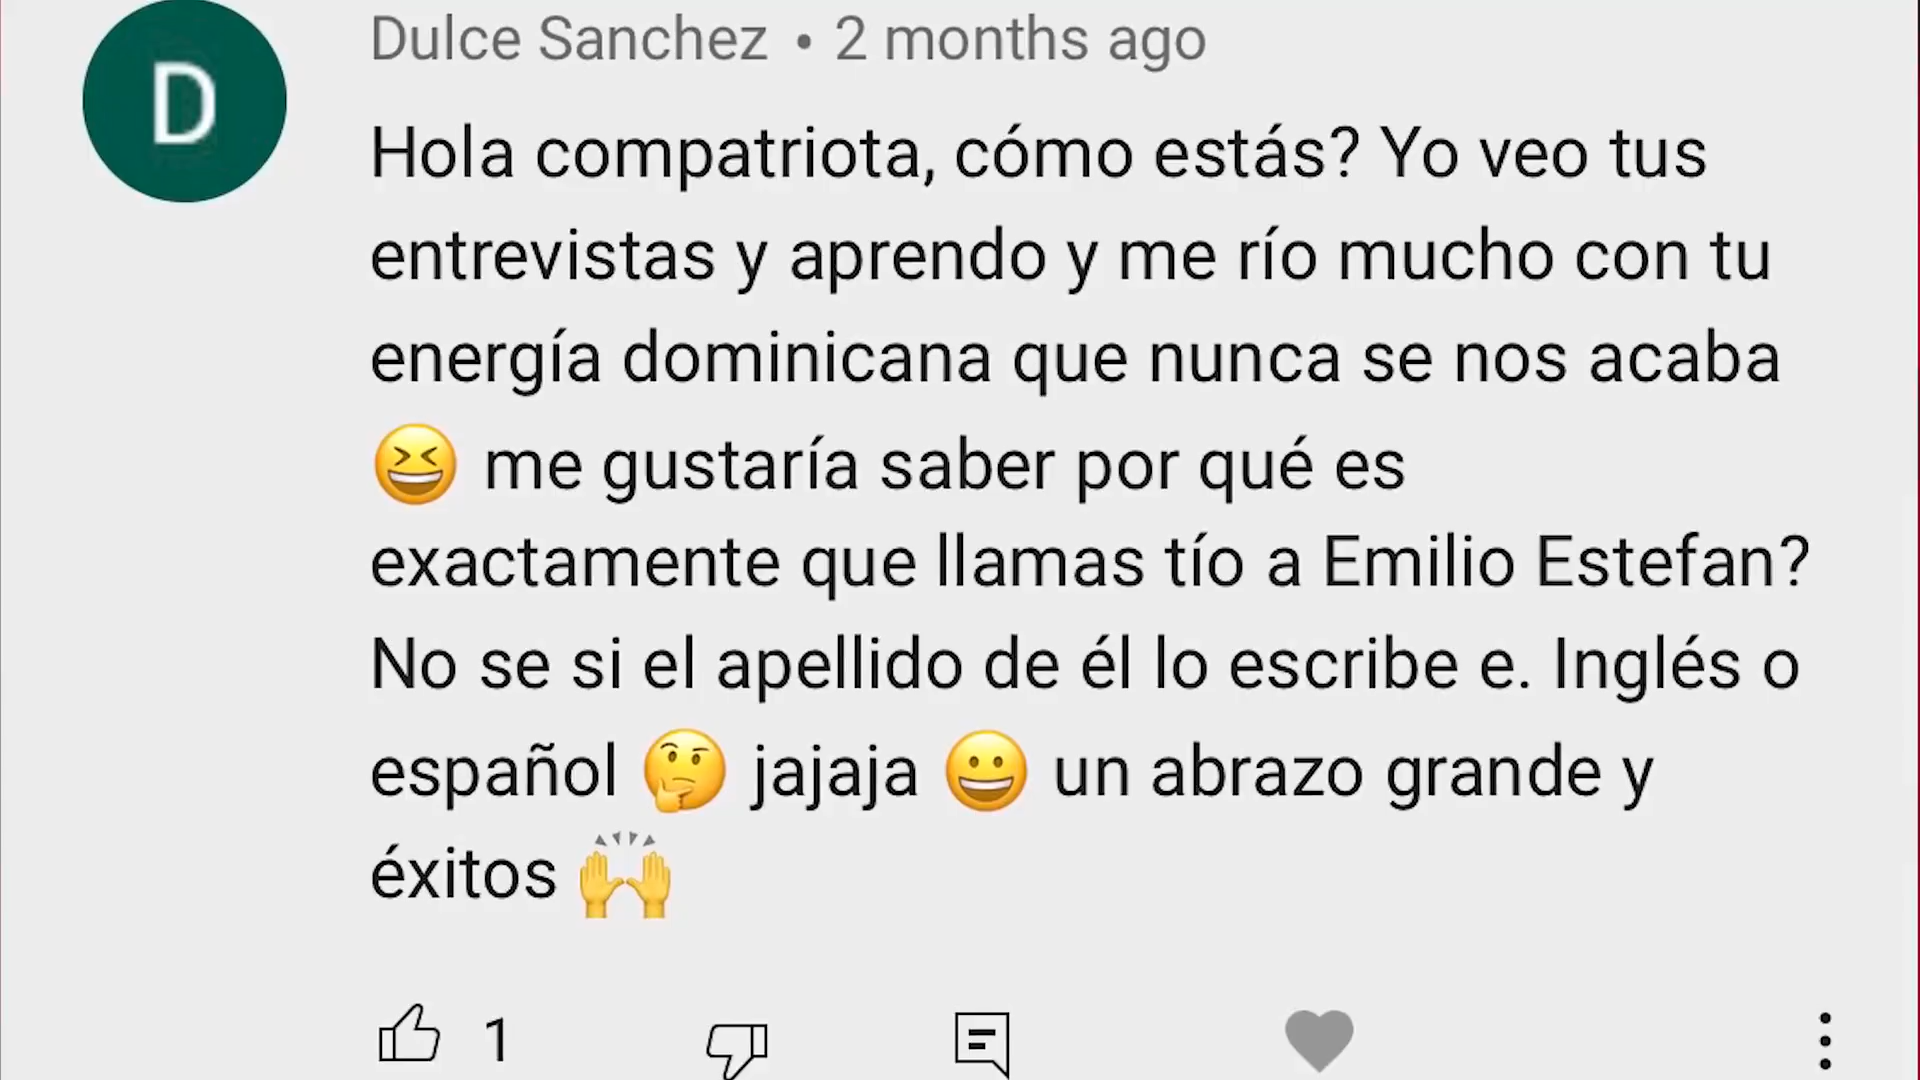 D
Dulce Sanchez • 2 months ago
Hola compatriota, cómo estás? Yo veo tus
entrevistas y aprendo y me río mucho con tu
energía dominicana que nunca se nos acaba
😆 me gustaría saber por qué es
exactamente que llamas tío a Emilio Estefan?
No se si el apellido de él lo escribe e. Inglés o
español 🤔 jajaja 😀 un abrazo grande y
éxitos 🙌
1